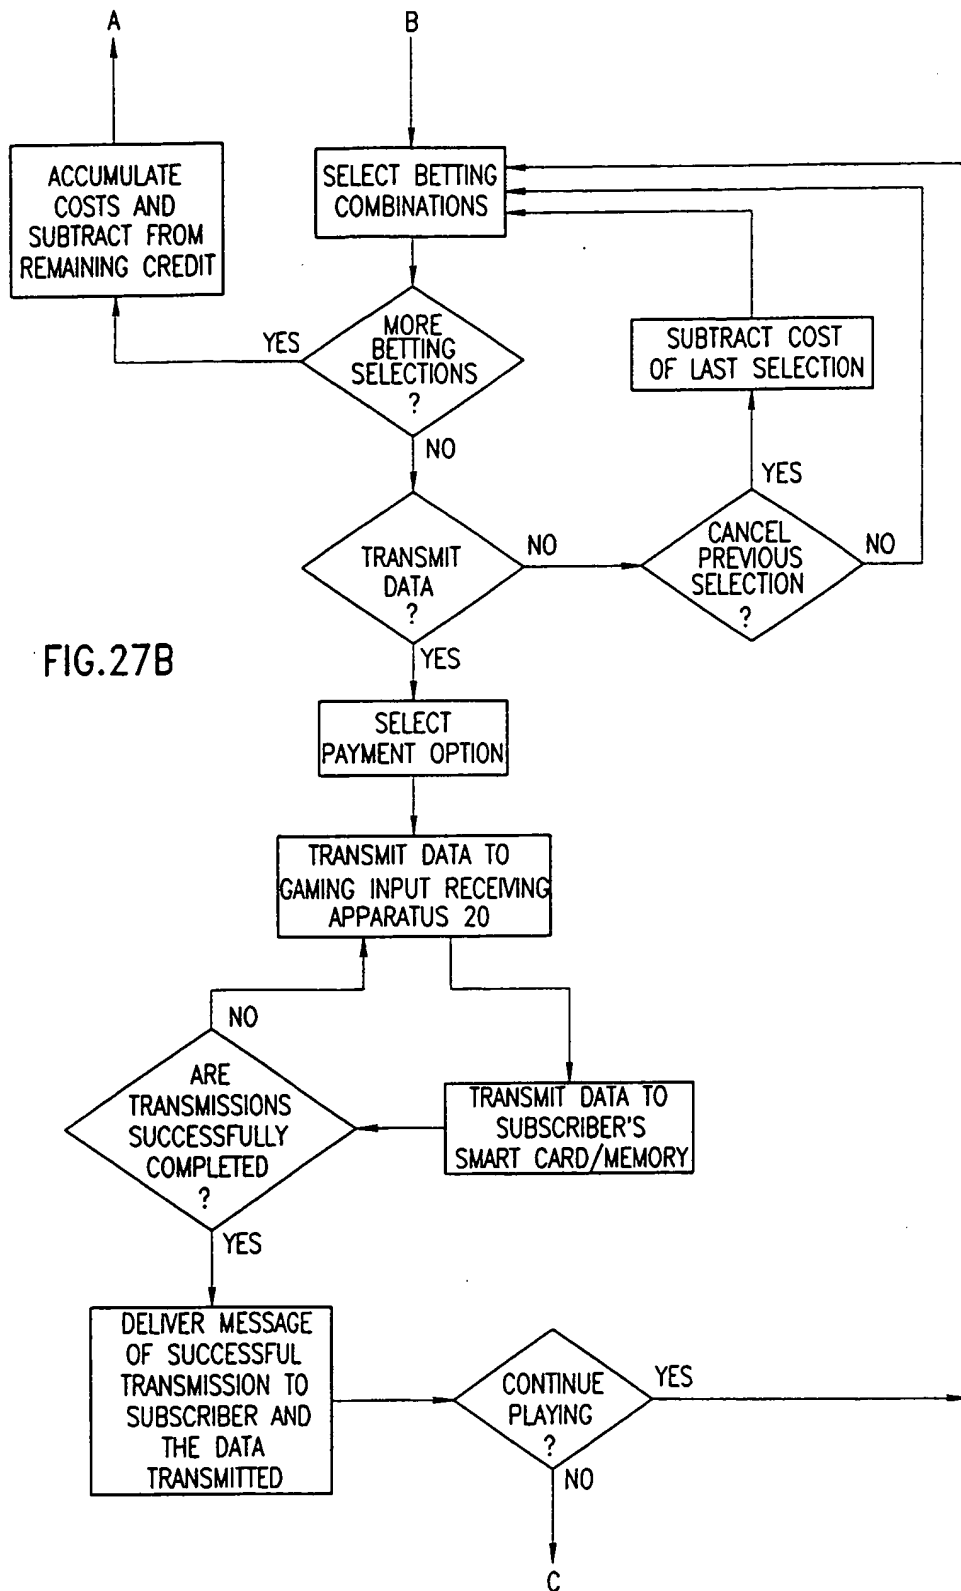 A
B
ACCUMULATE
COSTS AND
SUBTRACT FROM
REMAINING CREDIT
SELECT BETTING
COMBINATIONS
YES
MORE
BETTING
SELECTIONS
?
SUBTRACT COST
OF LAST SELECTION
NO
YES
TRANSMIT
DATA
?
NO
CANCEL
PREVIOUS
SELECTION
?
NO
FIG.27B
YES
SELECT
PAYMENT OPTION
TRANSMIT DATA TO
GAMING INPUT RECEIVING
APPARATUS 20
NO
ARE
TRANSMISSIONS
SUCCESSFULLY
COMPLETED
?
TRANSMIT DATA TO
SUBSCRIBER'S
SMART CARD/MEMORY
YES
DELIVER MESSAGE
OF SUCCESSFUL
TRANSMISSION TO
SUBSCRIBER AND
THE DATA
TRANSMITTED
CONTINUE
PLAYING
?
YES
NO
C